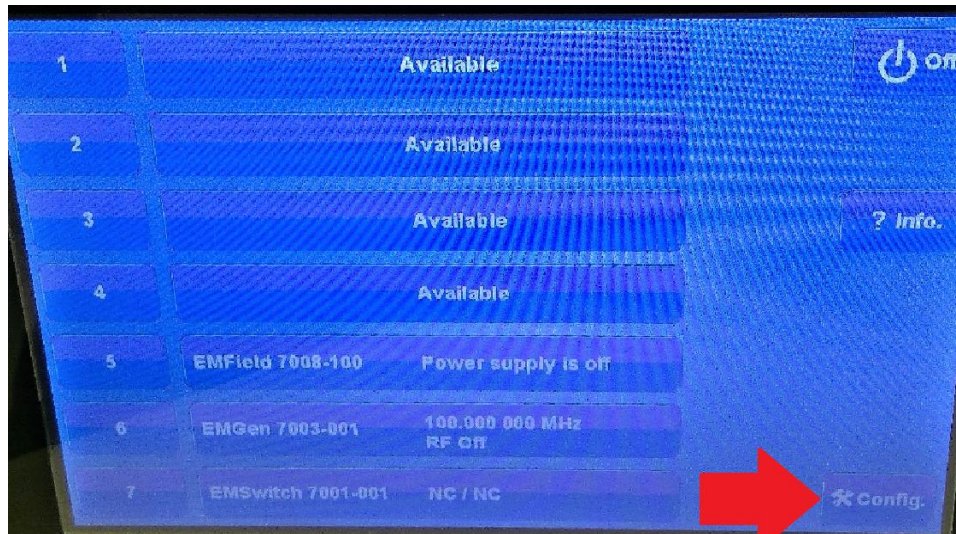 1 Available
Off
2 Available
3 Available
? Info.
4 Available
5 EMField 7008-100 Power supply is off
6 EMGen 7003-001 100.000 000 MHz
RF Off
7 EMSwitch 7001-001 NC / NC
Config.